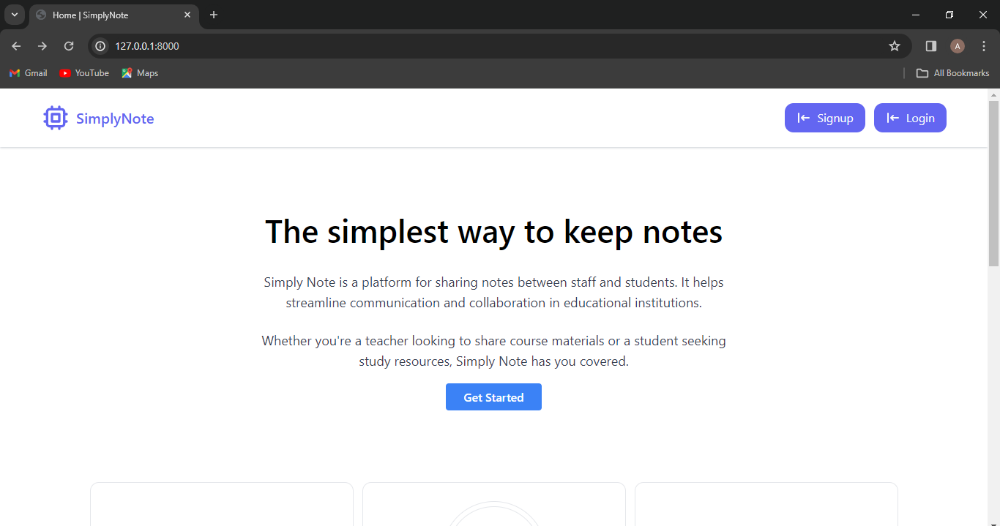 Home | SimplyNote
127.0.0.1:8000
A
Gmail YouTube Maps All Bookmarks
SimplyNote Signup Login
The simplest way to keep notes
Simply Note is a platform for sharing notes between staff and students. It helps
streamline communication and collaboration in educational institutions.
Whether you're a teacher looking to share course materials or a student seeking
study resources, Simply Note has you covered.
Get Started